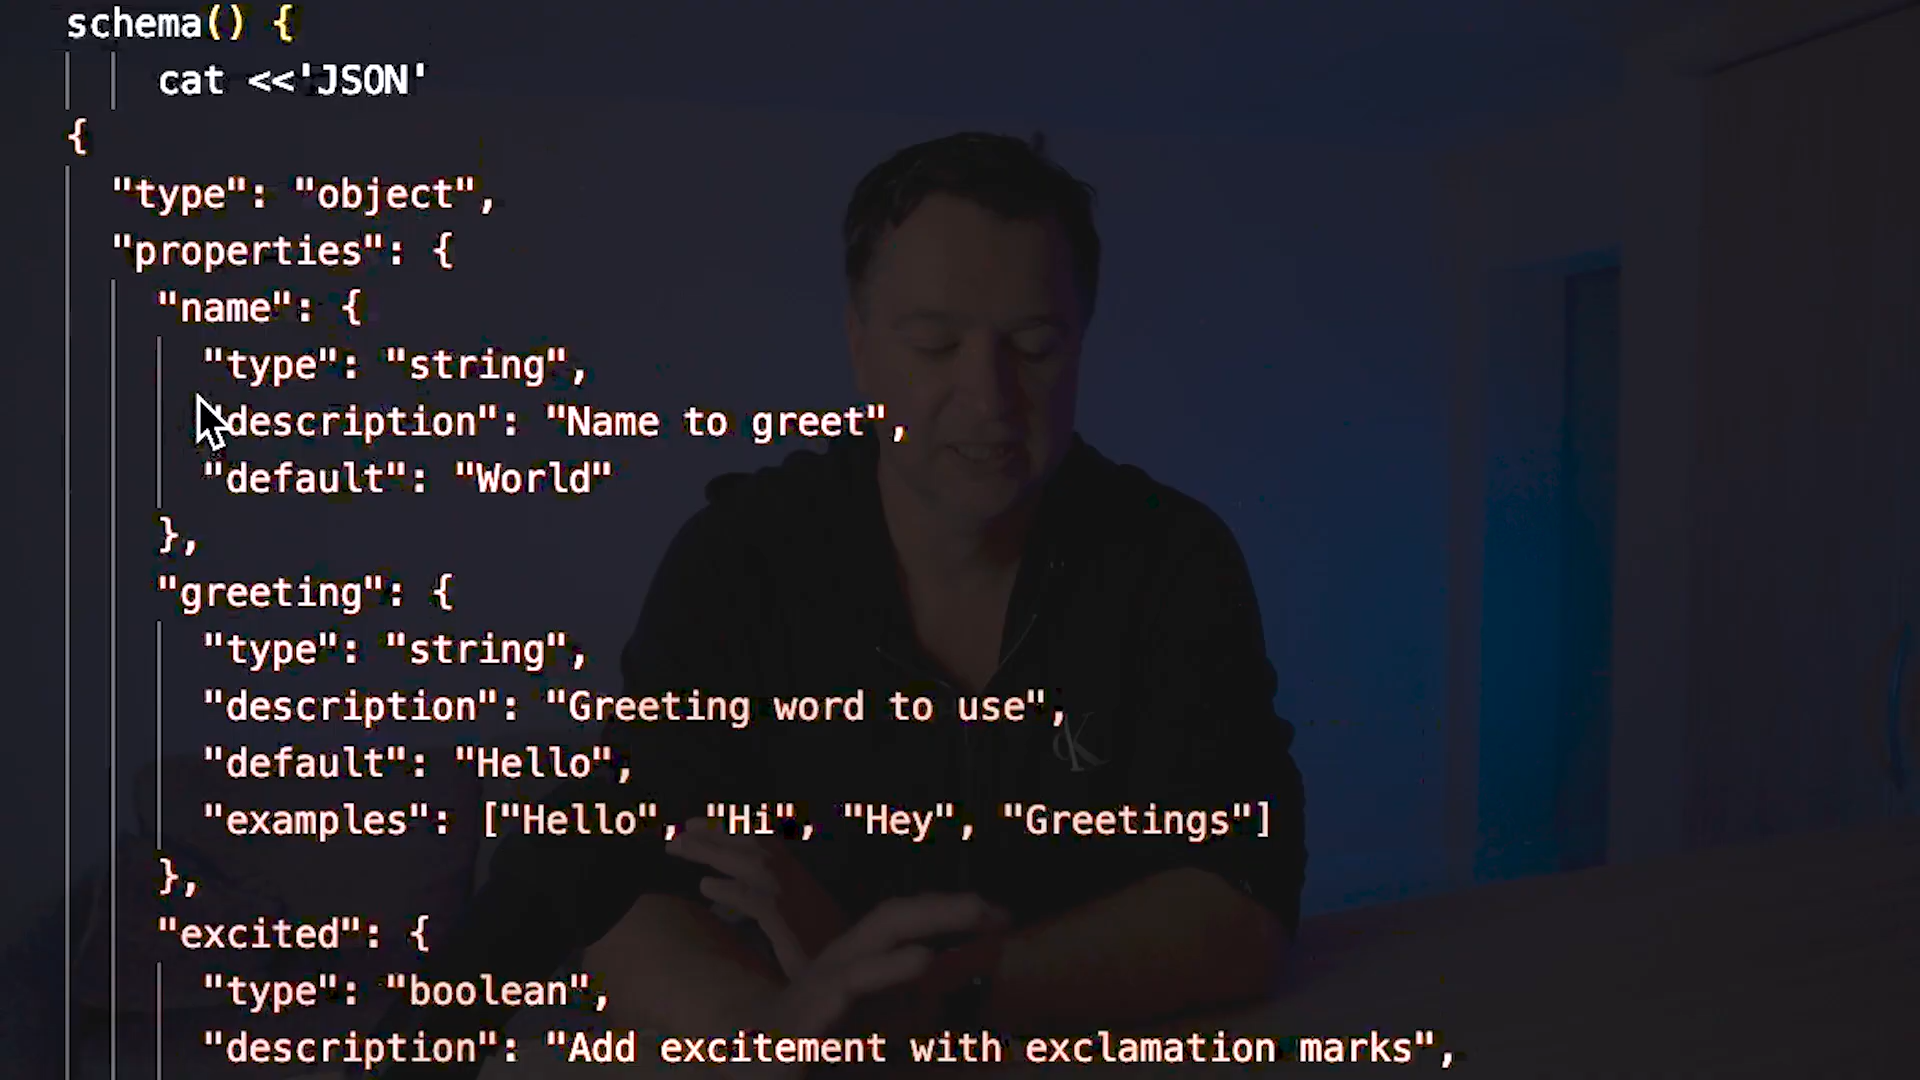 schema() {
cat <<'JSON'
{
"type": "object",
"properties": {
"name": {
"type": "string",
"description": "Name to greet",
"default": "World"
},
"greeting": {
"type": "string",
"description": "Greeting word to use",
"default": "Hello",
"examples": ["Hello", "Hi", "Hey", "Greetings"]
},
"excited": {
"type": "boolean",
"description": "Add excitement with exclamation marks",
cK